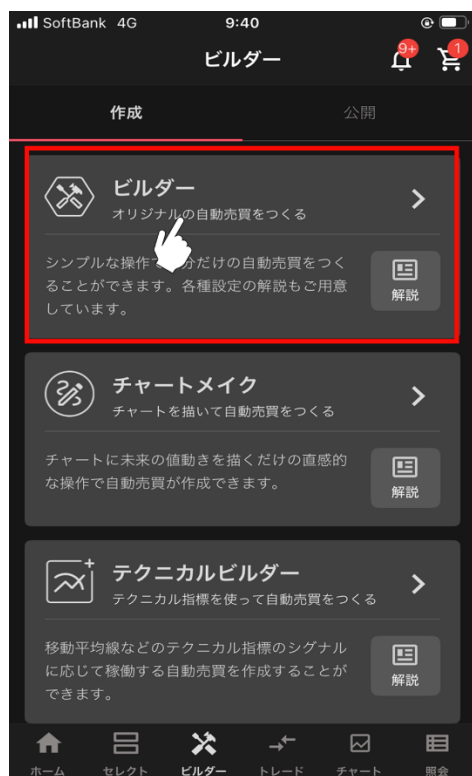 SoftBank 4G 9:40
ビルダー
9+
1
作成 公開
ビルダー
オリジナルの自動売買をつくる
シンプルな操作で 分だけの自動売買をつく
ることができます。各種設定の解説もご用意
しています。
解説
チャートメイク
チャートを描いて自動売買をつくる
チャートに未来の値動きを描くだけの直感的
な操作で自動売買が作成できます。
解説
テクニカルビルダー
テクニカル指標を使って自動売買をつくる
移動平均線などのテクニカル指標のシグナル
に応じて稼働する自動売買を作成することが
できます。
解説
ホーム セレクト ビルダー トレード チャート 照会